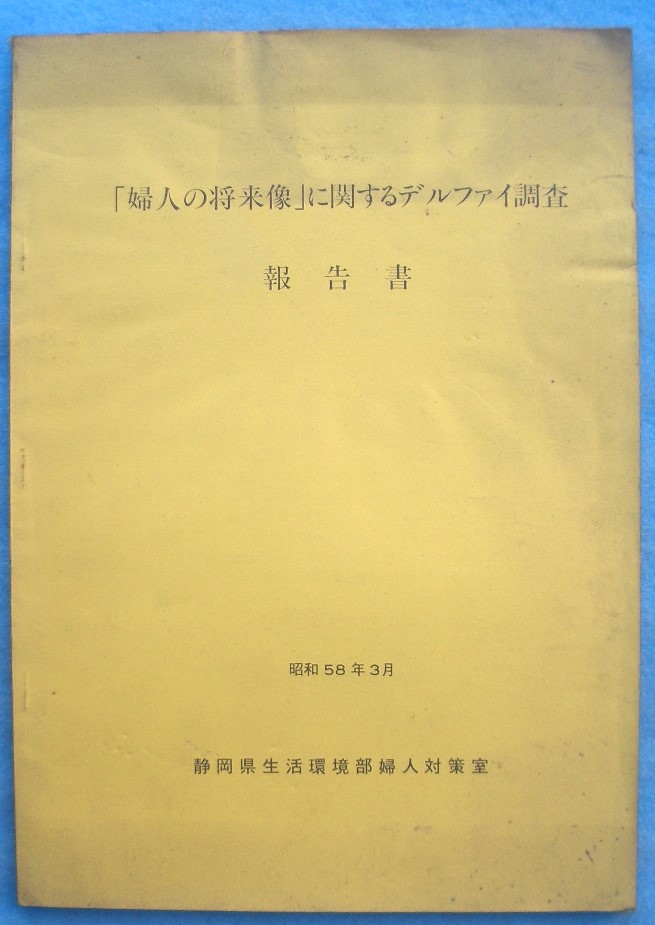 「婦人の将来像」に関するデルファイ調査
報告書
昭和58年3月
静岡県生活環境部婦人対策室